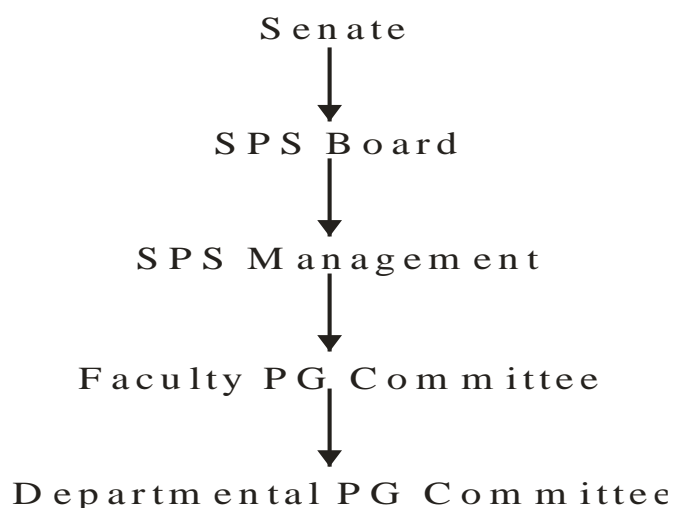 Senate
SPS Board
SPS Management
Faculty PG Committee
Departmental PG Committee